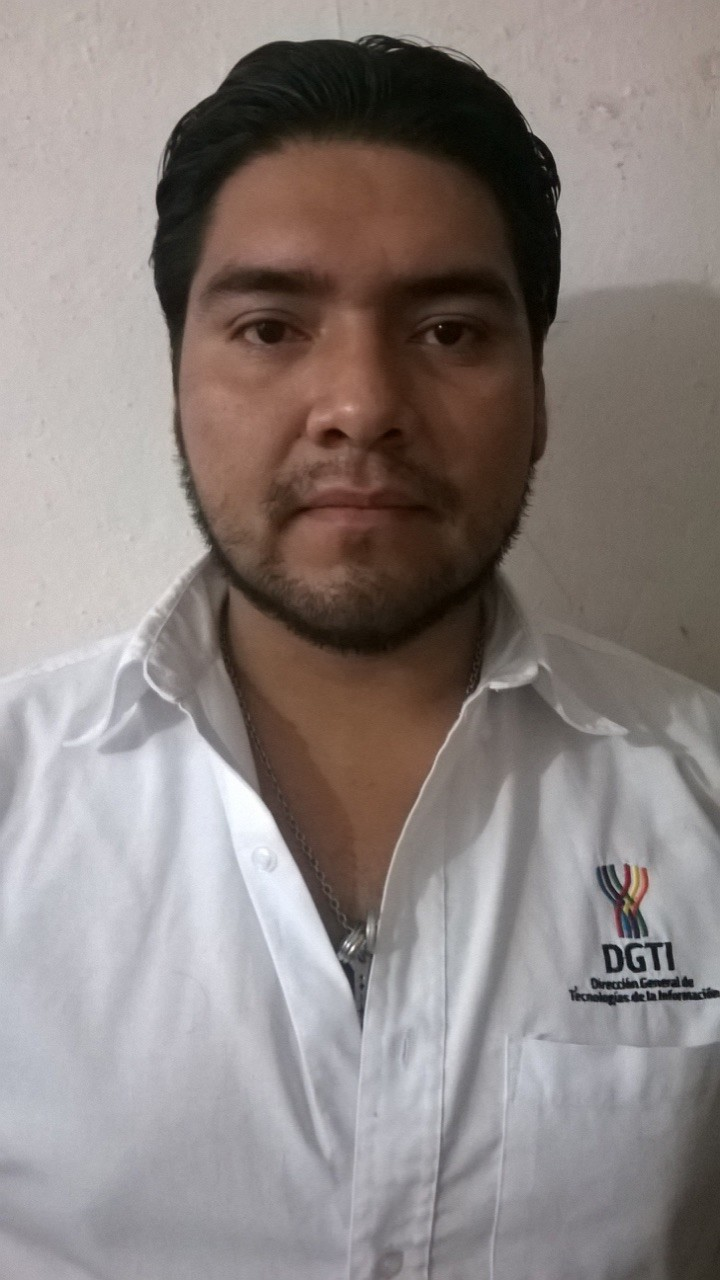 DGTI
Dirección General de
Tecnologías de la Información